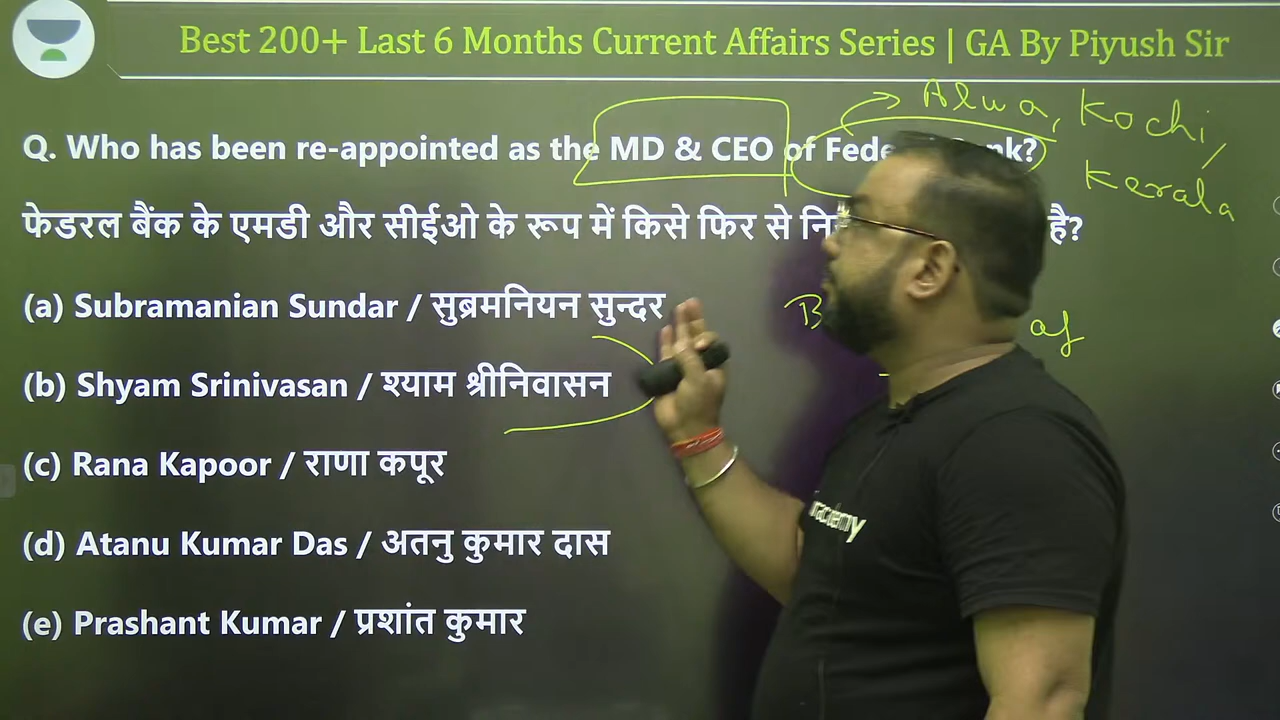 Best 200+ Last 6 Months Current Affairs Series | GA By Piyush Sir
Alwa, Kochi,
Kerala
Q. Who has been re-appointed as the MD & CEO of
फेडरल बैंक के एमडी और सीईओ के रूप में किसे फिर से है?
(a) Subramanian Sundar / सुब्रमनियन सुन्दर
of
(b) Shyam Srinivasan / श्याम श्रीनिवासन
(c) Rana Kapoor / राणा कपूर
(d) Atanu Kumar Das / अतनु कुमार दास
(e) Prashant Kumar / प्रशांत कुमार